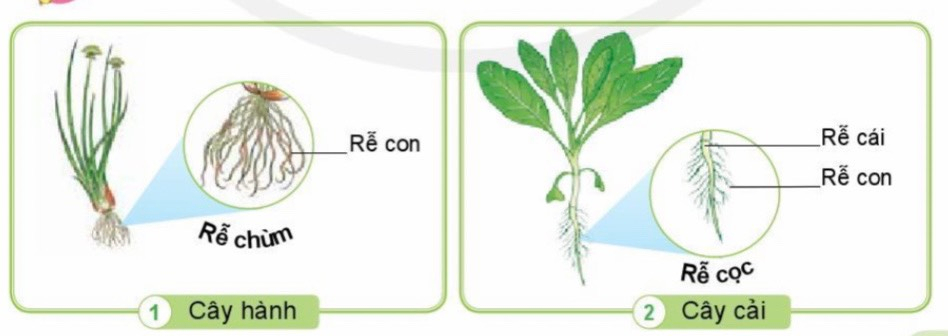 Rễ con
Rễ chùm
1 Cây hành
Rễ cái
Rễ con
Rễ cọc
2 Cây cải